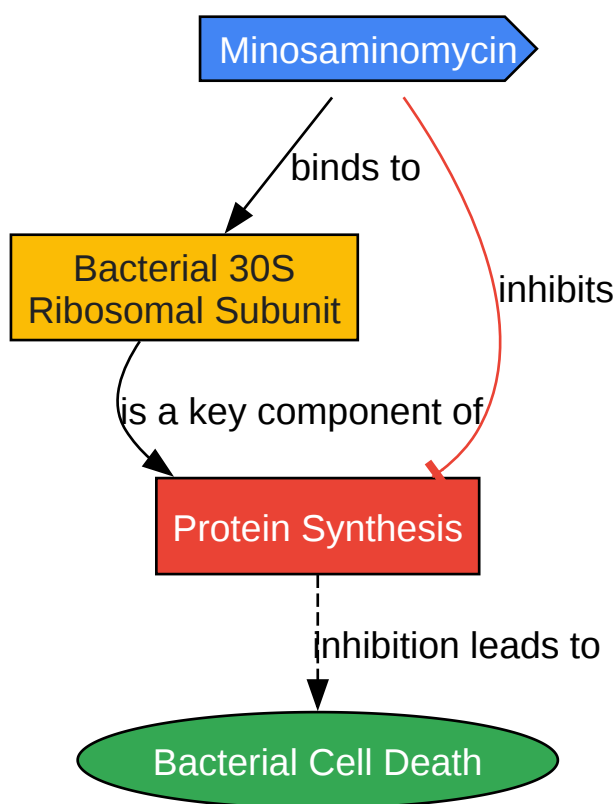 Minosaminomycin
binds to
Bacterial 30S
Ribosomal Subunit
inhibits
is a key component of
Protein Synthesis
inhibition leads to
Bacterial Cell Death